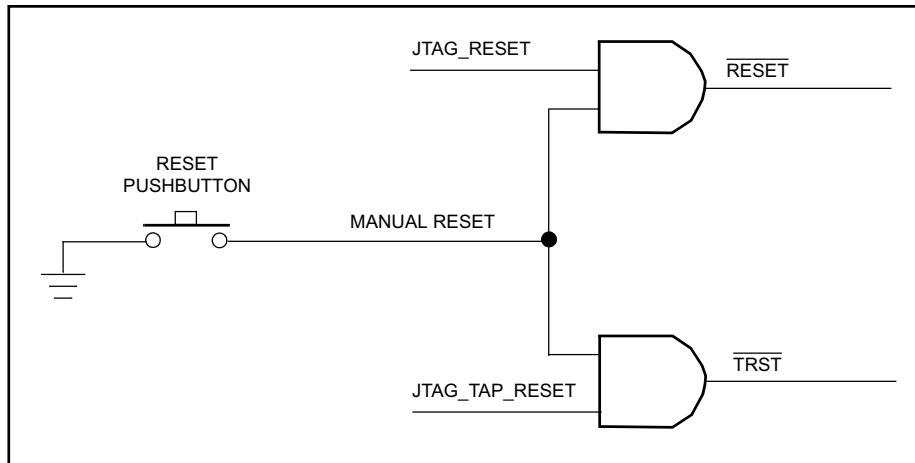 JTAG_RESET
RESET
RESET
PUSHBUTTON
MANUAL RESET
TRST
JTAG_TAP_RESET